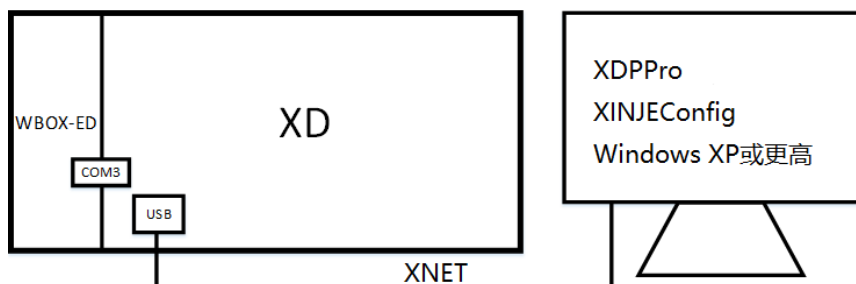 WBOX-ED
XD
COM3
USB
XNET
XDPPro
XINJEConfig
Windows XP或更高